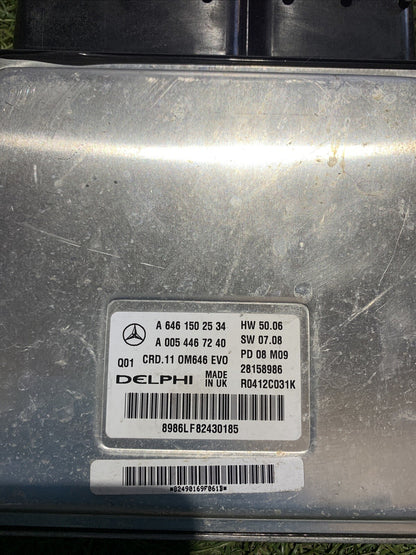 A 646 150 25 34 HW 50.06
A 005 446 72 40 SW 07.08
Q01 CRD.11 OM646 EVO PD 08 M09
DELPHI MADE IN UK 28158986
R0412C031K
8986LF82430185
*82490169F061B*